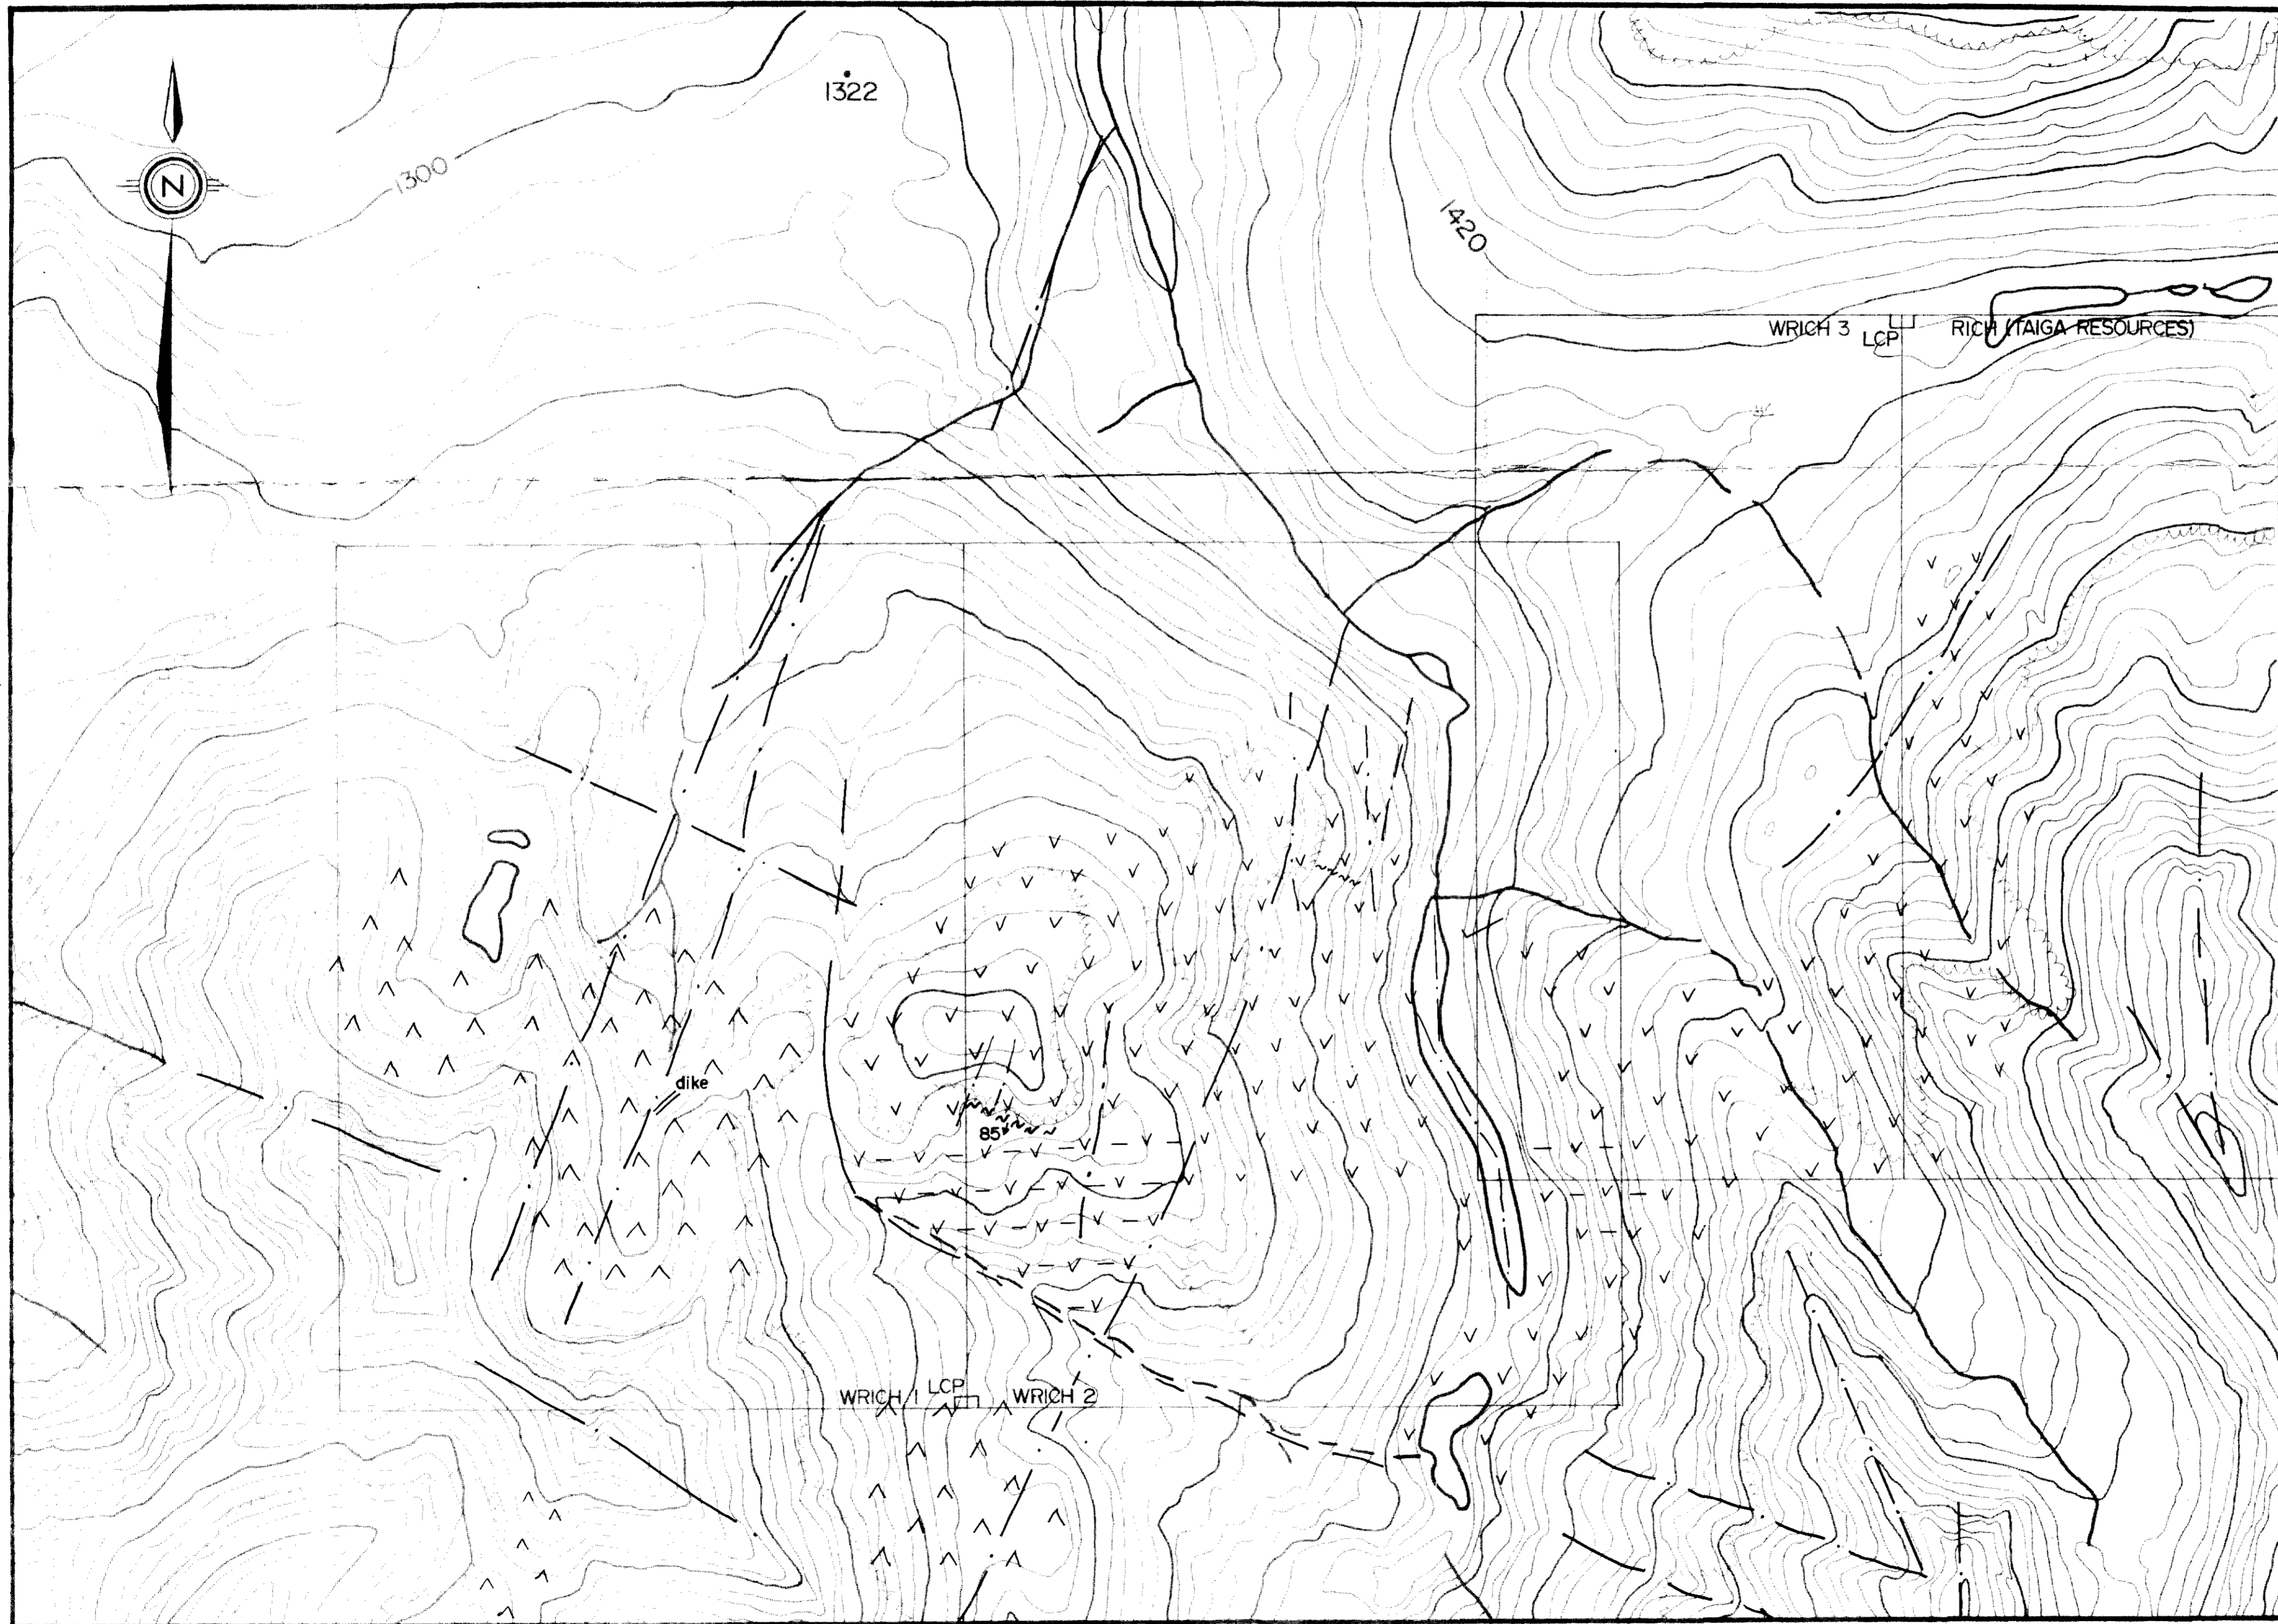 1322
N
1300
1420
WRICH 3
LCP
RICH (TAIGA RESOURCES)
dike
85
WRICH 1
LCP
WRICH 2